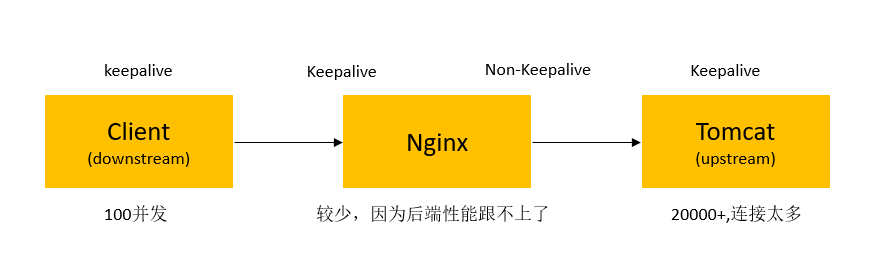 keepalive
Keepalive
Non-Keepalive
Keepalive
Client
(downstream)
Nginx
Tomcat
(upstream)
100并发
较少，因为后端性能跟不上了
20000+,连接太多